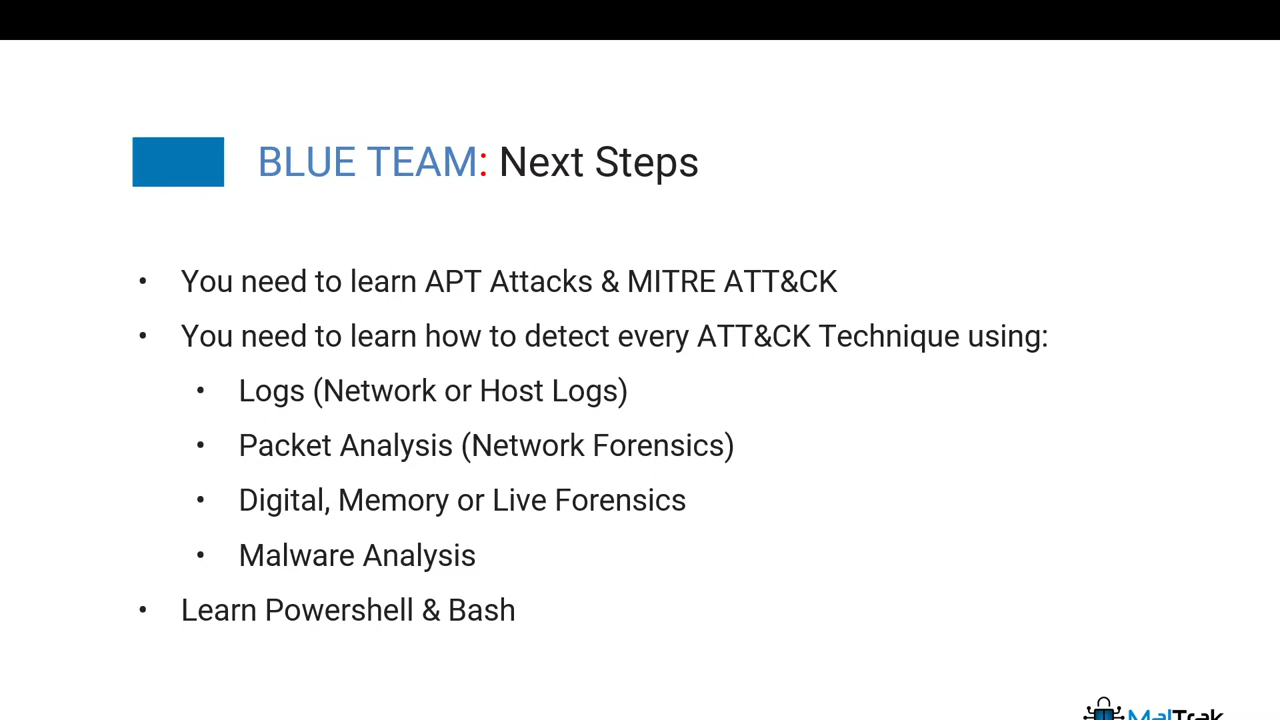 BLUE TEAM: Next Steps
• You need to learn APT Attacks & MITRE ATT&CK
• You need to learn how to detect every ATT&CK Technique using:
• Logs (Network or Host Logs)
• Packet Analysis (Network Forensics)
• Digital, Memory or Live Forensics
• Malware Analysis
• Learn Powershell & Bash
MalTrak